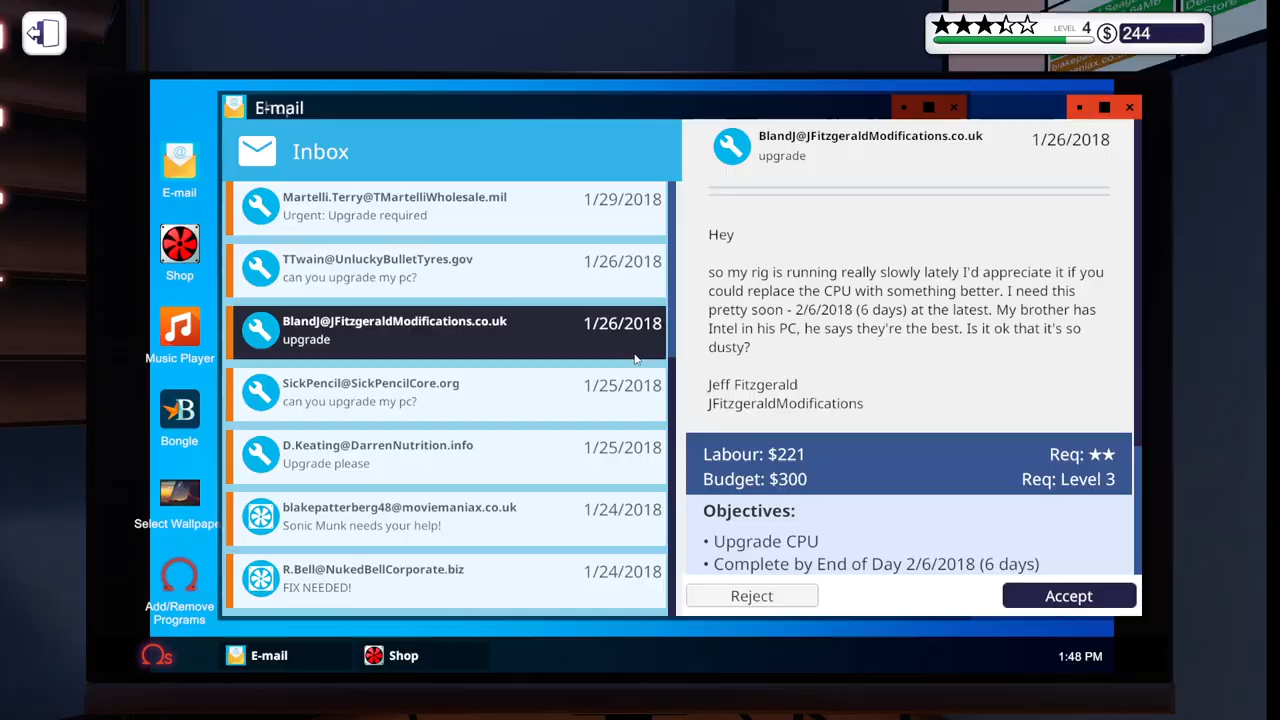 LEVEL 4
$ 244
E-mail
Inbox
Martelli.Terry@TMartelliWholesale.mil 1/29/2018
Urgent: Upgrade required
TTwain@UnluckyBulletTyres.gov 1/26/2018
can you upgrade my pc?
BlandJ@JFitzgeraldModifications.co.uk 1/26/2018
upgrade
SickPencil@SickPencilCore.org 1/25/2018
can you upgrade my pc?
D.Keating@DarrenNutrition.info 1/25/2018
Upgrade please
blakepatterberg48@moviemaniax.co.uk 1/24/2018
Sonic Munk needs your help!
R.Bell@NukedBellCorporate.biz 1/24/2018
FIX NEEDED!
BlandJ@JFitzgeraldModifications.co.uk 1/26/2018
upgrade
Hey
so my rig is running really slowly lately I'd appreciate it if you
could replace the CPU with something better. I need this
pretty soon - 2/6/2018 (6 days) at the latest. My brother has
Intel in his PC, he says they're the best. Is it ok that it's so
dusty?
Jeff Fitzgerald
JFitzgeraldModifications
Labour: $221 Req: ★★
Budget: $300 Req: Level 3
Objectives:
• Upgrade CPU
• Complete by End of Day 2/6/2018 (6 days)
Reject Accept
E-mail
Shop
Music Player
B
Bongle
Select Wallpape
Add/Remove
Programs
Ωs E-mail Shop 1:48 PM